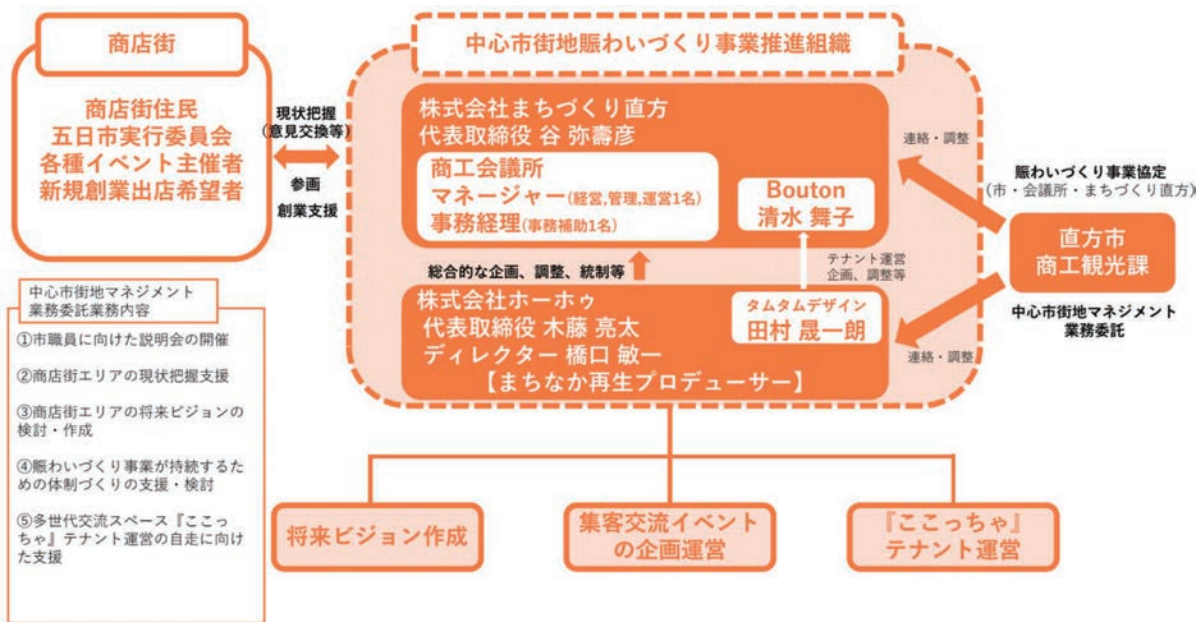 商店街
商店街住民
五日市実行委員会
各種イベント主催者
新規創業出店希望者
現状把握
(意見交換等)
参画
創業支援
中心市街地賑わいづくり事業推進組織
株式会社まちづくり直方
代表取締役 谷 弥壽彦
商工会議所
マネージャー(経営,管理,運営1名)
事務経理(事務補助1名)
Bouton
清水 舞子
総合的な企画、調整、統制等
テナント運営
企画、調整等
株式会社ホーホゥ
代表取締役 木藤 亮太
ディレクター 橋口 敏一
【まちなか再生プロデューサー】
タムタムデザイン
田村 晟一朗
連絡・調整
賑わいづくり事業協定
(市・会議所・まちづくり直方)
直方市
商工観光課
中心市街地マネジメント
業務委託
連絡・調整
中心市街地マネジメント
業務委託業務内容
①市職員に向けた説明会の開催
②商店街エリアの現状把握支援
③商店街エリアの将来ビジョンの
検討・作成
④賑わいづくり事業が持続するた
めの体制づくりの支援・検討
⑤多世代交流スペース『ここっ
ちゃ』テナント運営の自走に向け
た支援
将来ビジョン作成
集客交流イベント
の企画運営
『ここっちゃ』
テナント運営